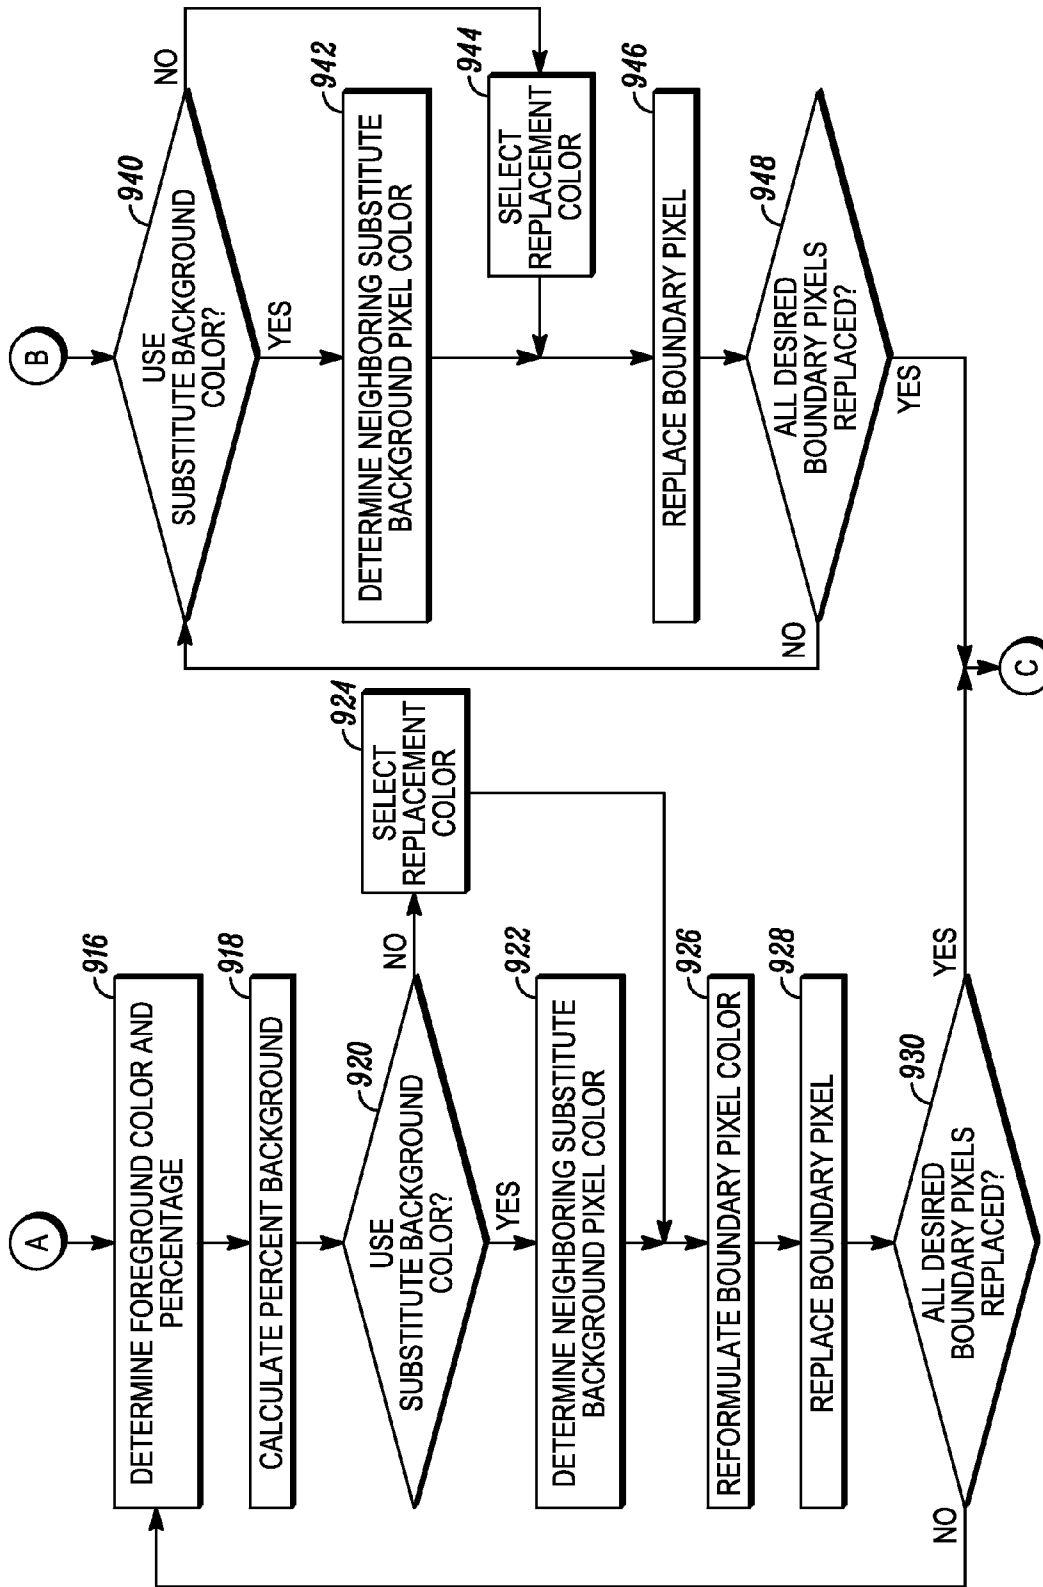 A
916
DETERMINE FOREGROUND COLOR AND
PERCENTAGE
918
CALCULATE PERCENT BACKGROUND
920
USE
SUBSTITUTE BACKGROUND
COLOR?
NO
YES
924
SELECT
REPLACEMENT
COLOR
922
DETERMINE NEIGHBORING SUBSTITUTE
BACKGROUND PIXEL COLOR
926
REFORMULATE BOUNDARY PIXEL COLOR
928
REPLACE BOUNDARY PIXEL
930
ALL DESIRED
BOUNDARY PIXELS
REPLACED?
NO
YES
B
940
USE
SUBSTITUTE BACKGROUND
COLOR?
NO
YES
942
DETERMINE NEIGHBORING SUBSTITUTE
BACKGROUND PIXEL COLOR
944
SELECT
REPLACEMENT
COLOR
946
REPLACE BOUNDARY PIXEL
948
ALL DESIRED
BOUNDARY PIXELS
REPLACED?
NO
YES
C